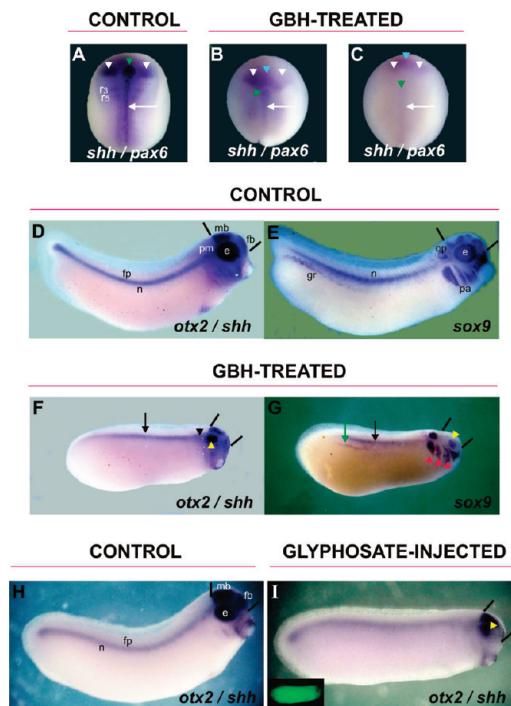 CONTROL GBH-TREATED
A B C
r3
r5
shh / pax6 shh / pax6 shh / pax6
CONTROL
D mb fb pm e fp n otx2 / shh
E op e gr n pa sox9
GBH-TREATED
F otx2 / shh
G sox9
CONTROL GLYPHOSATE-INJECTED
H mb fb e n fp otx2 / shh
I otx2 / shh